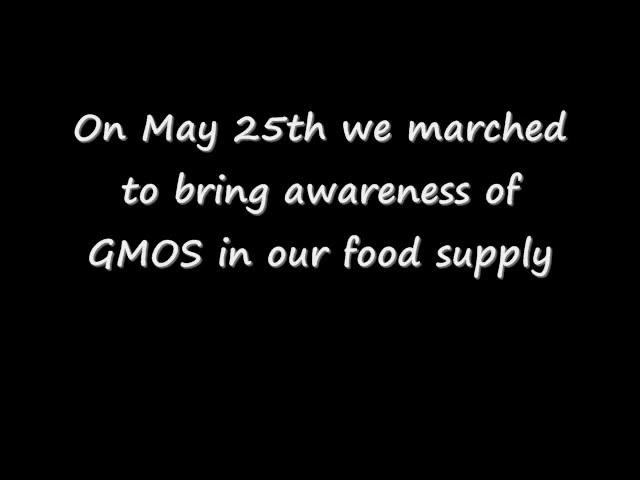 On May 25th we marched
to bring awareness of
GMOS in our food supply